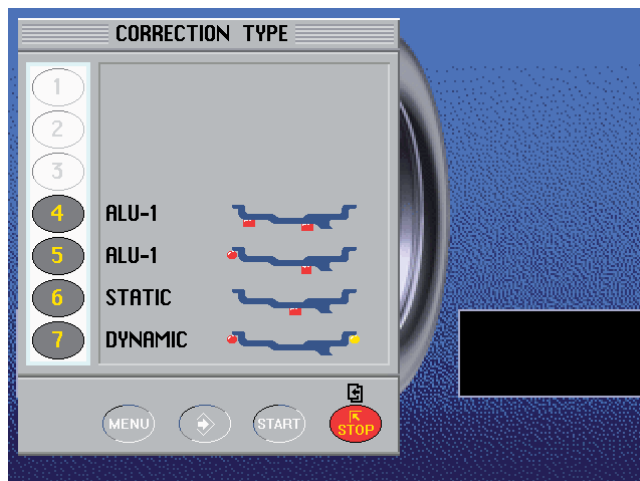 CORRECTION TYPE
1
2
3
4 ALU-1
5 ALU-1
6 STATIC
7 DYNAMIC
MENU START STOP